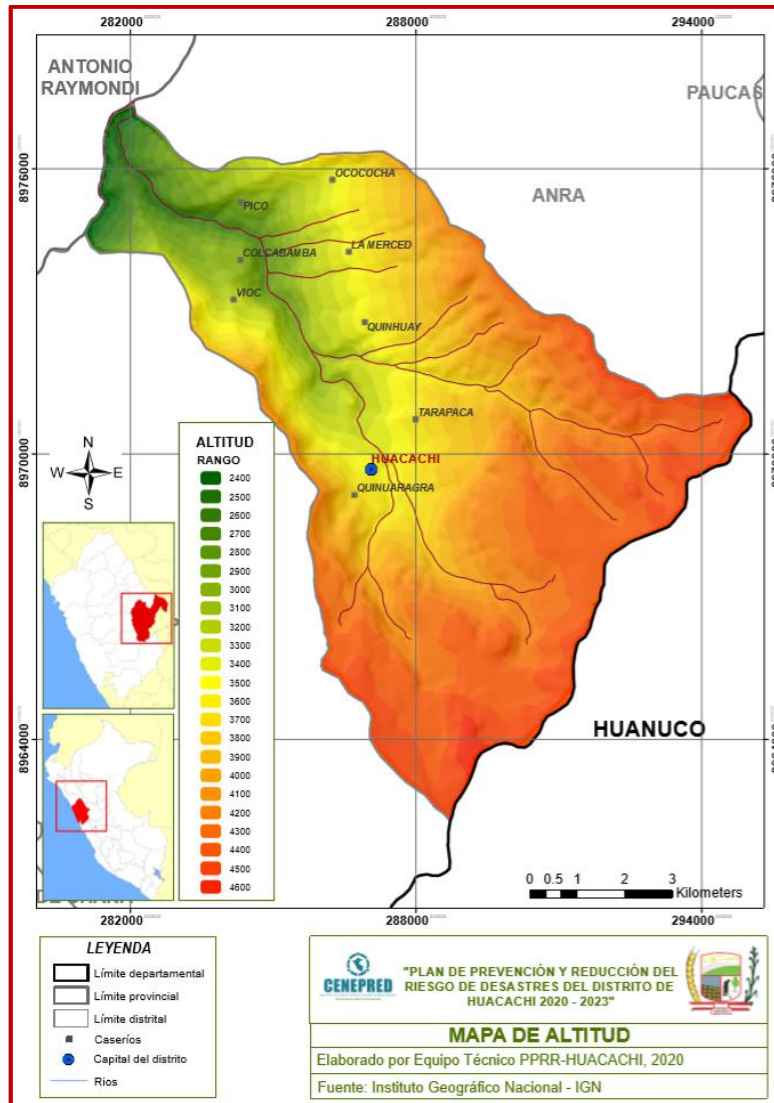 282000
288000
294000
ANTONIO
RAYMONDI
PAUCAS
8976000
OCOCOCHA
ANRA
PICO
LA MERCED
COLCABAMBA
VIOC
QUINHUAY
TARAPACA
8970000
HUACACHI
QUINUARAGRA
N
W E
S
ALTITUD
RANGO
2400
2500
2600
2700
2800
2900
3000
3100
3200
3300
3400
3500
3600
3700
3800
3900
4000
4100
4200
4300
4400
4500
4600
HUANUCO
8964000
0 0.5 1 2 3
Kilometers
282000
288000
294000
LEYENDA
Límite departamental
Límite provincial
Límite distrital
Caseríos
Capital del distrito
Rios
CENEPRED
"PLAN DE PREVENCIÓN Y REDUCCIÓN DEL
RIESGO DE DESASTRES DEL DISTRITO DE
HUACACHI 2020 - 2023"
MAPA DE ALTITUD
Elaborado por Equipo Técnico PPRR-HUACACHI, 2020
Fuente: Instituto Geográfico Nacional - IGN